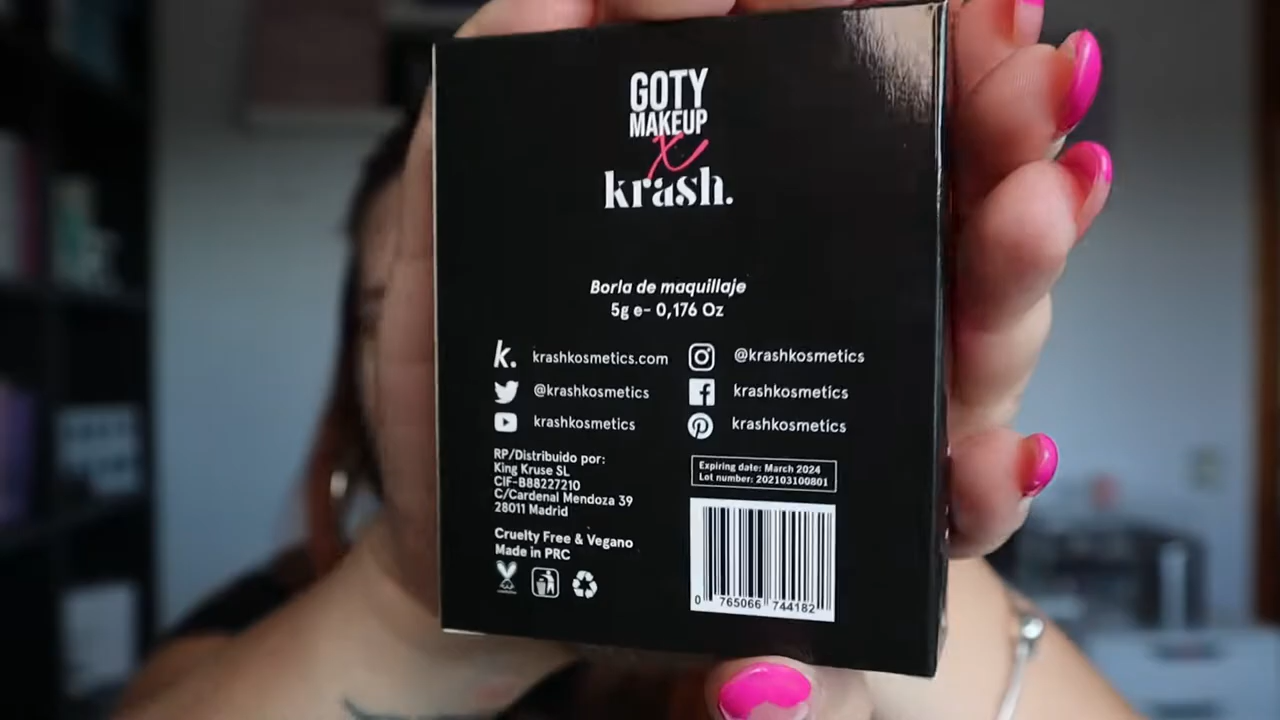 GOTY
MAKEUP
x
krash.
Borla de maquillaje
5g e- 0,176 Oz
k. krashkosmetics.com
@krashkosmetics
@krashkosmetics
krashkosmetics
krashkosmetics
krashkosmetics
RP/Distribuido por:
King Kruse SL
CIF-B88227210
C/Cardenal Mendoza 39
28011 Madrid
Expiring date: March 2024
Lot number: 202103100801
Cruelty Free & Vegano
Made in PRC
0 765066 744182